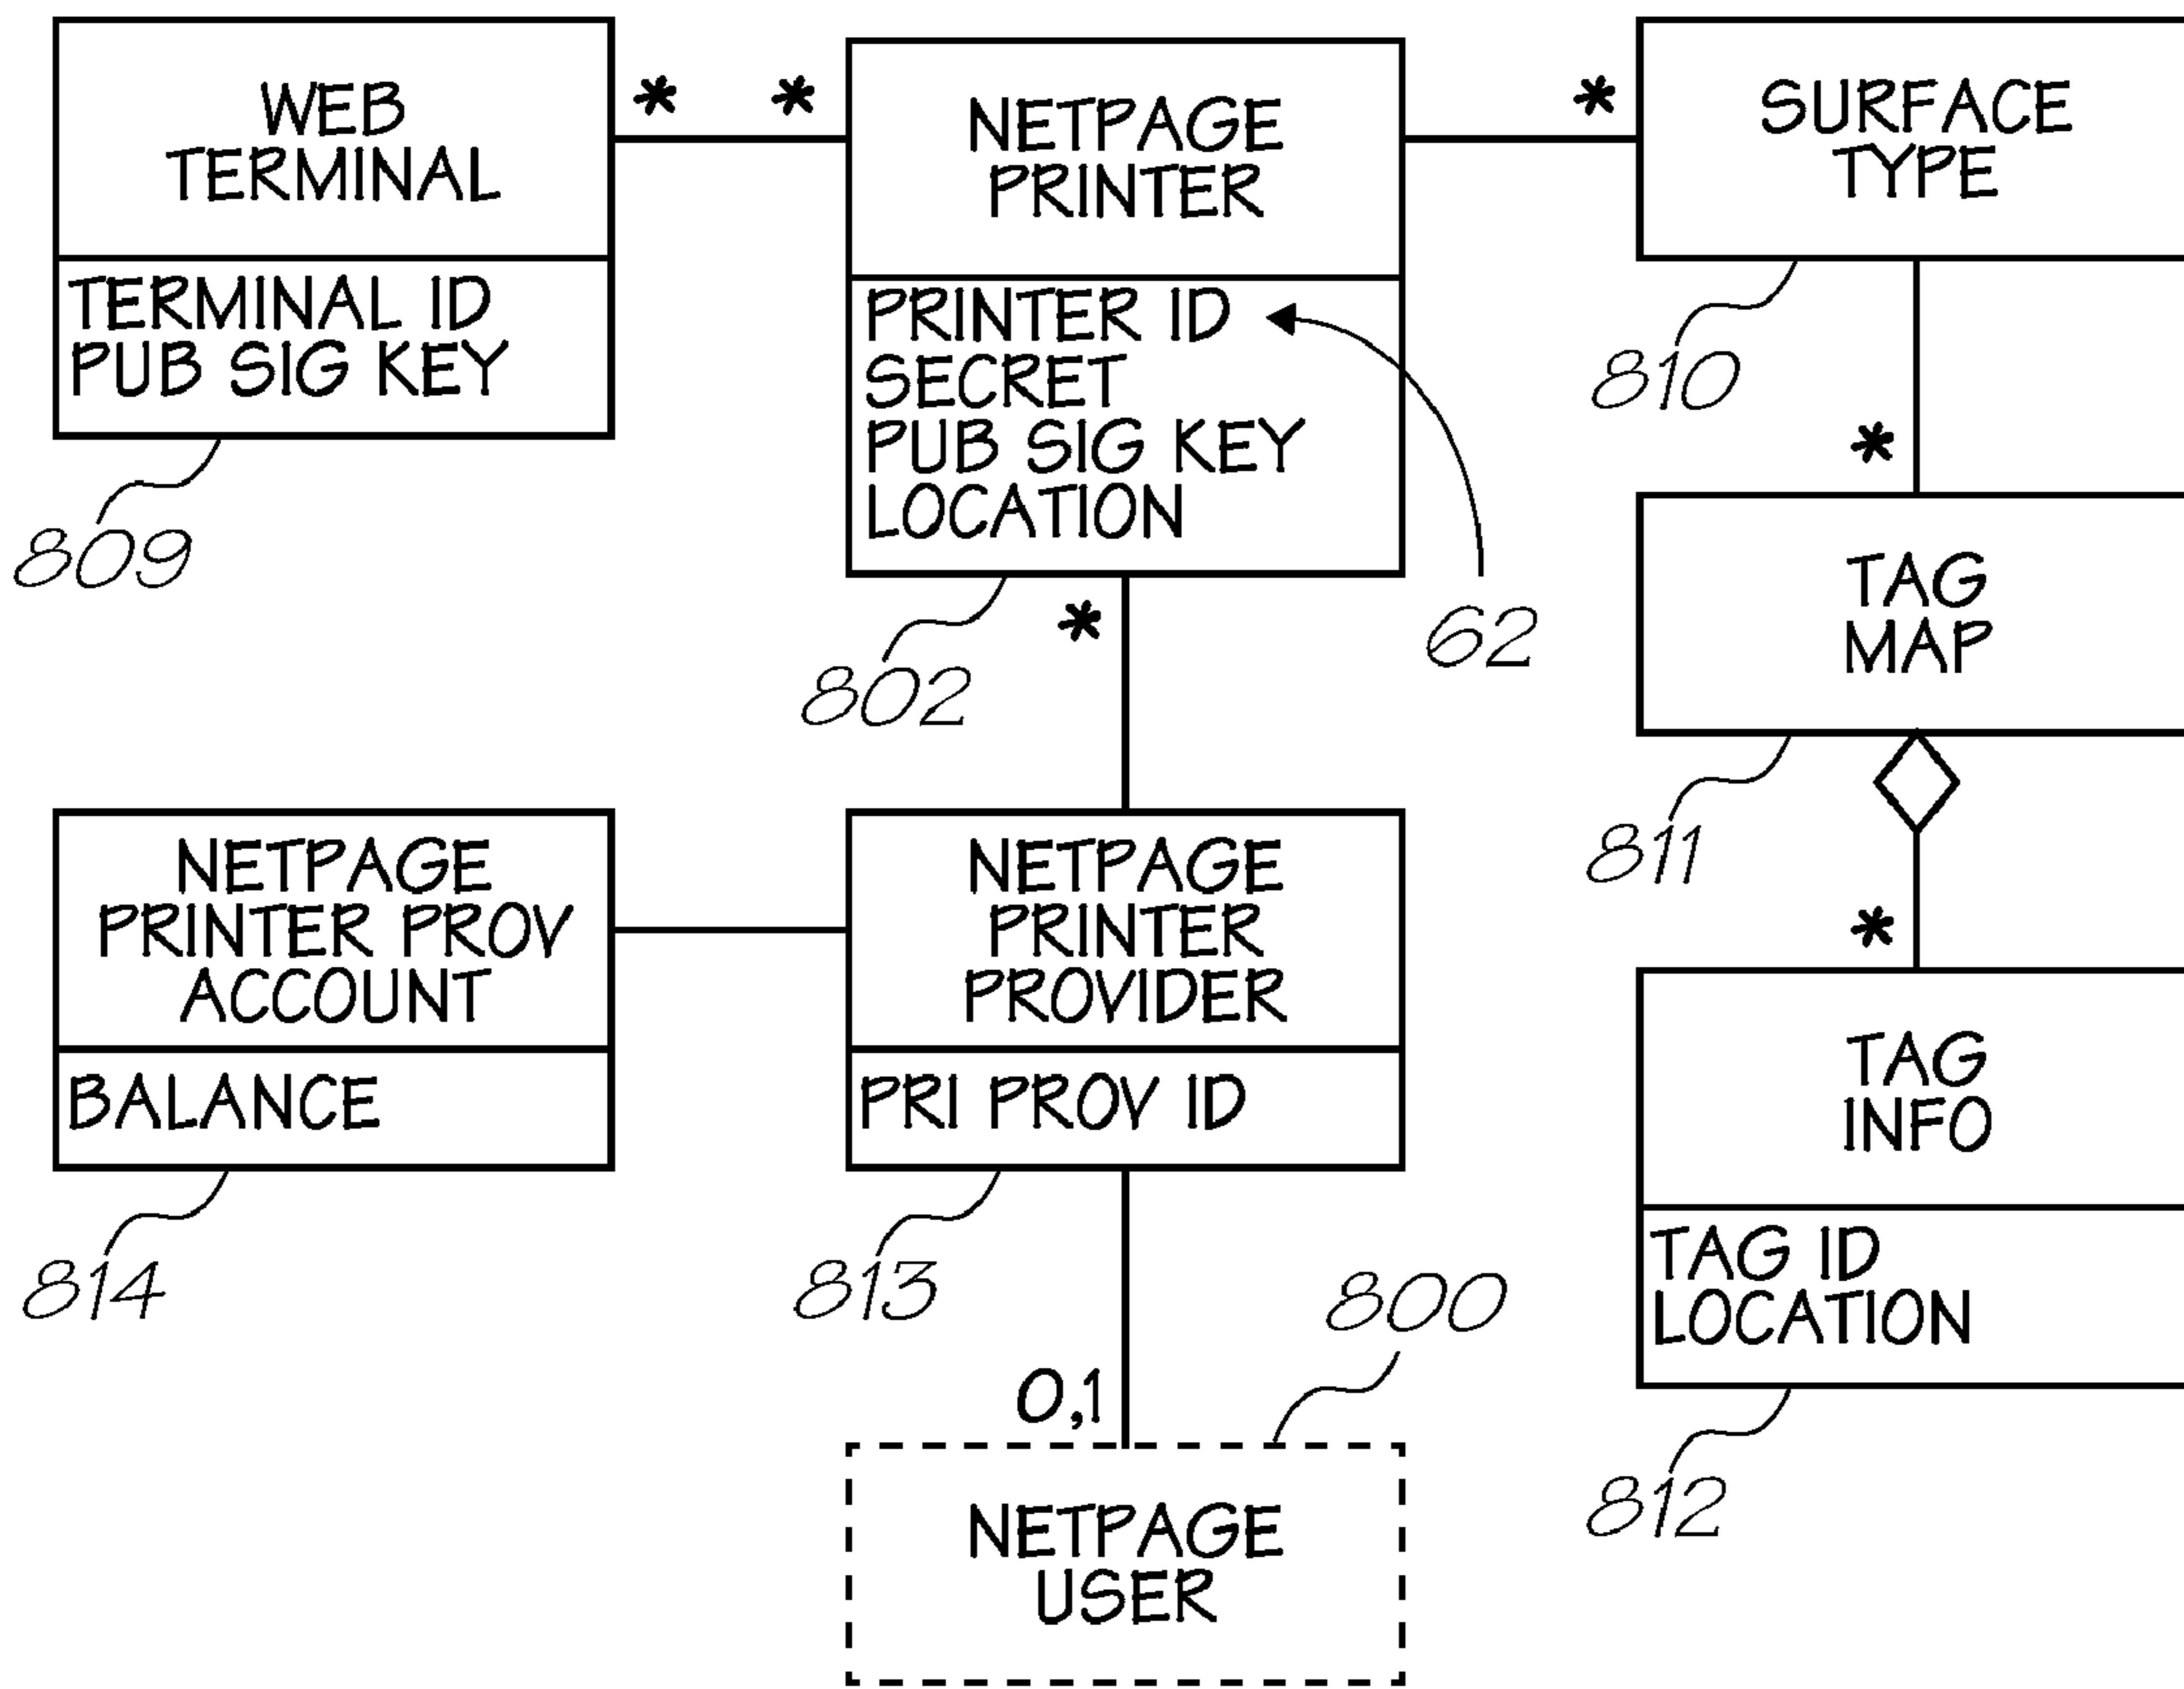 WEB
TERMINAL
TERMINAL ID
PUB SIG KEY
809
*
*
NETPAGE
PRINTER
PRINTER ID
SECRET
PUB SIG KEY
LOCATION
802
62
*
*
SURFACE
TYPE
810
*
TAG
MAP
811
*
NETPAGE
PRINTER PROV
ACCOUNT
BALANCE
814
NETPAGE
PRINTER
PROVIDER
PRI PROV ID
813
800
0,1
NETPAGE
USER
TAG
INFO
TAG ID
LOCATION
812